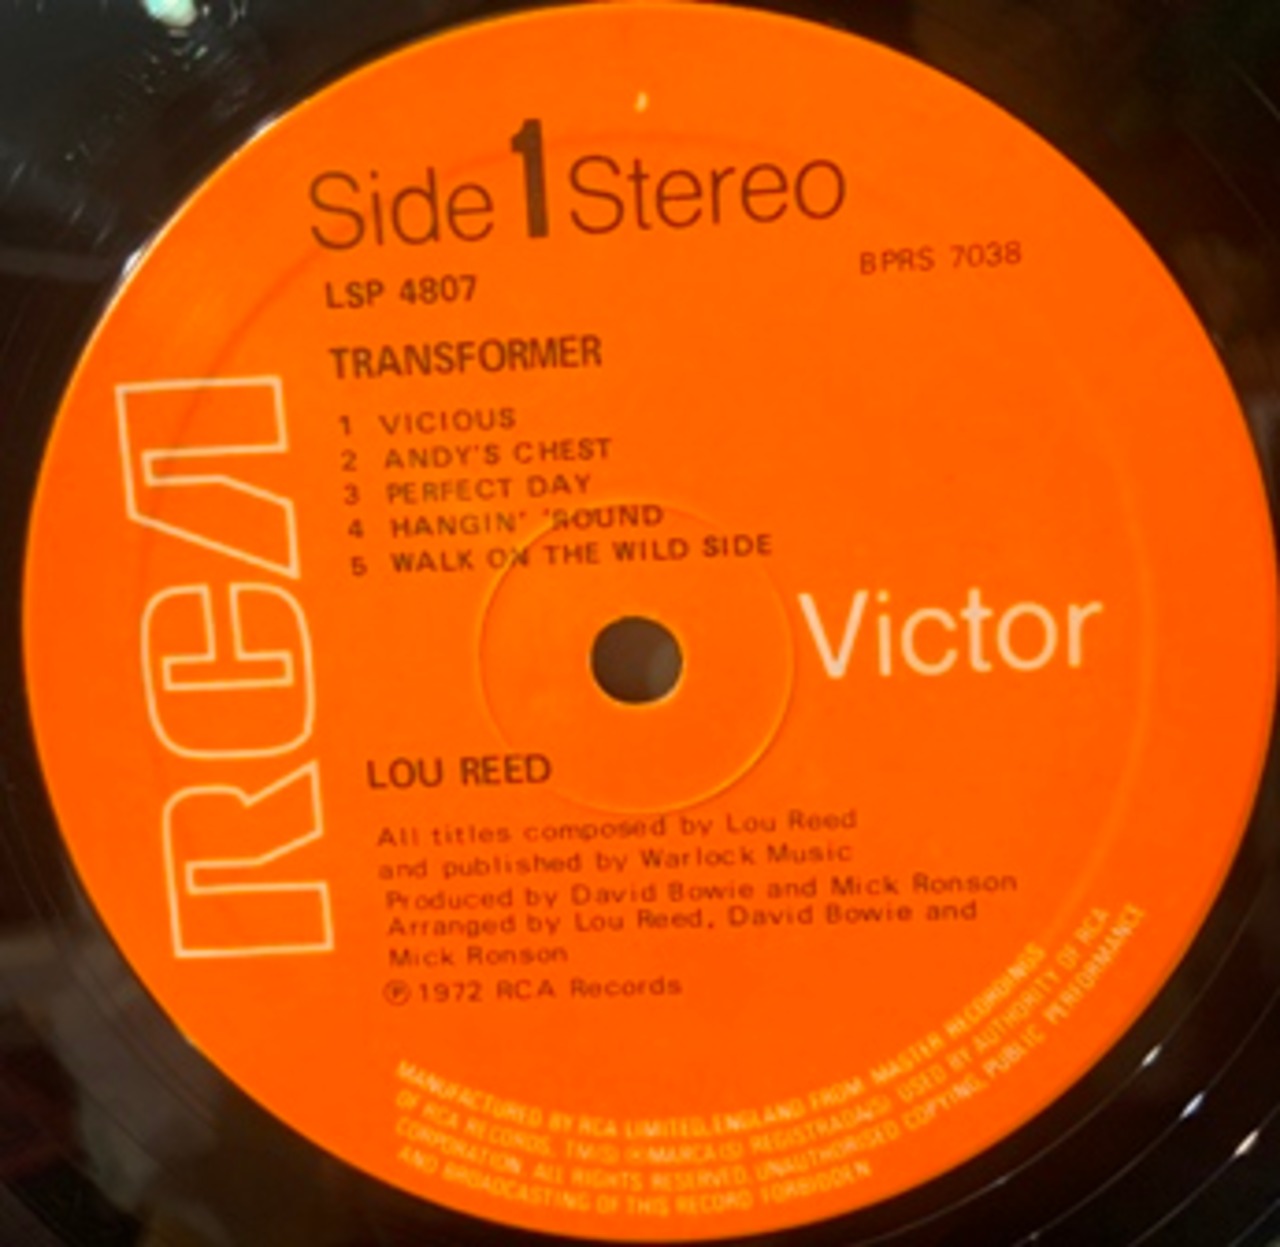 Side 1 Stereo
LSP 4807
BPRS 7038
TRANSFORMER
1 VICIOUS
2 ANDY'S CHEST
3 PERFECT DAY
4 HANGIN' 'ROUND
5 WALK ON THE WILD SIDE
RCA
Victor
LOU REED
All titles composed by Lou Reed
and published by Warlock Music
Produced by David Bowie and Mick Ronson
Arranged by Lou Reed, David Bowie and
Mick Ronson
℗ 1972 RCA Records
MANUFACTURED BY RCA LIMITED, ENGLAND FROM MASTER RECORDINGS
OF RCA RECORDS. TM(S) ® MARCA(S) REGISTRADA(S) USED BY AUTHORITY OF RCA
CORPORATION. ALL RIGHTS RESERVED. UNAUTHORISED COPYING, PUBLIC PERFORMANCE
AND BROADCASTING OF THIS RECORD FORBIDDEN